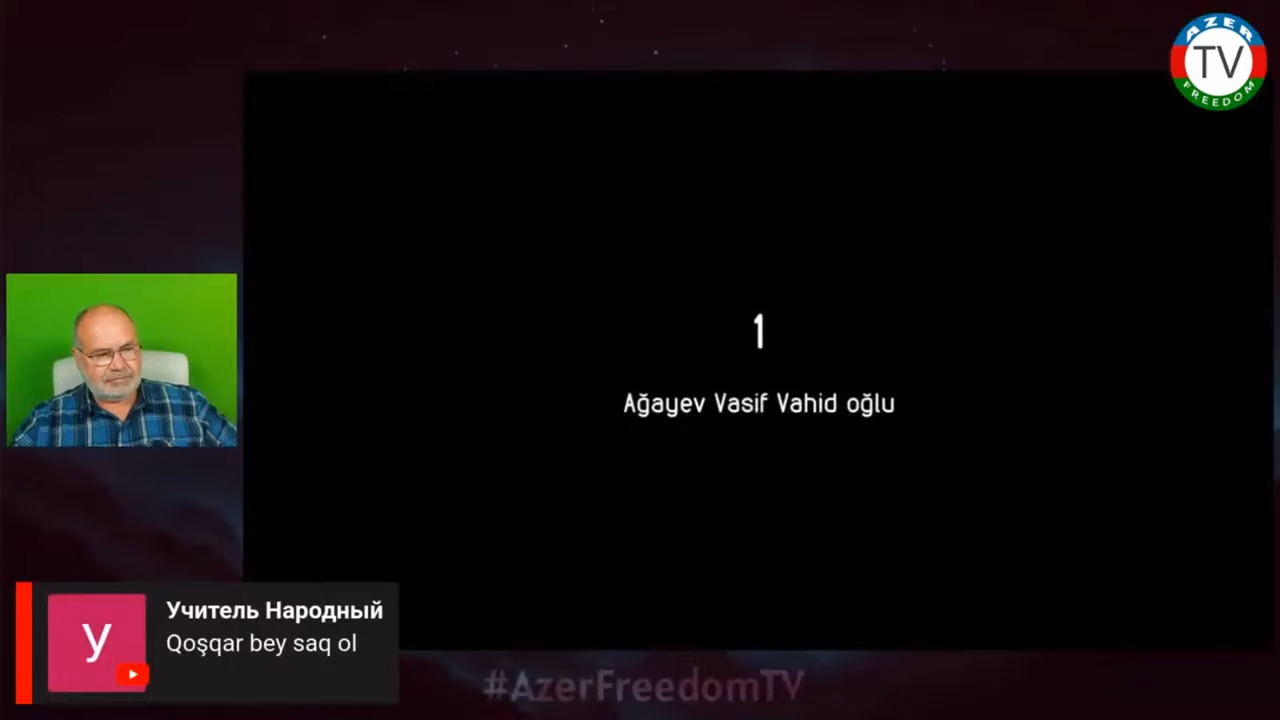 AZER
TV
FREEDOM
1
Ağayev Vasif Vahid oğlu
У
Учитель Народный
Qoşqar bey saq ol
#AzerFreedomTV